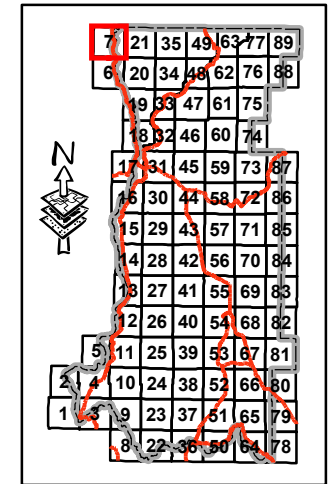 7 21 35 49 63 77 89
6 20 34 48 62 76 88
19 33 47 61 75
18 32 46 60 74
N
17 31 45 59 73 87
16 30 44 58 72 86
15 29 43 57 71 85
14 28 42 56 70 84
13 27 41 55 69 83
12 26 40 54 68 82
5 11 25 39 53 67 81
2 4 10 24 38 52 66 80
1 3 9 23 37 51 65 79
8 22 36 50 64 78